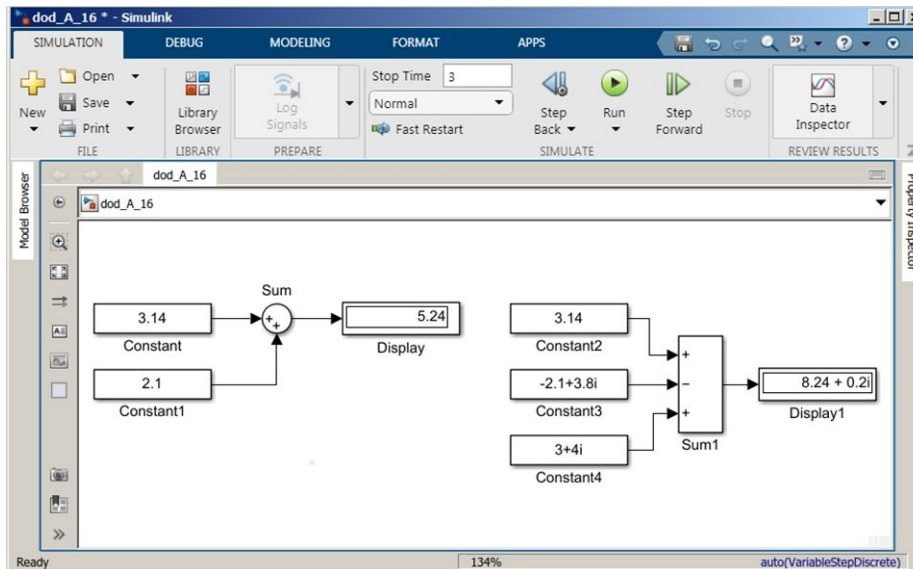 dod_A_16 * - Simulink
SIMULATION DEBUG MODELING FORMAT APPS
New
Open
Save
Print
FILE
Library
Browser
LIBRARY
Log
Signals
PREPARE
Stop Time 3
Normal
Fast Restart
Step
Back
Run
Step
Forward
Stop
SIMULATE
Data
Inspector
REVIEW RESULTS
Model Browser
dod_A_16
dod_A_16
Property Inspector
Sum
3.14
+
+
5.24
Constant
Display
2.1
Constant1
3.14
Constant2
+
-2.1+3.8i
−
8.24 + 0.2i
Constant3
Display1
3+4i
+
Sum1
Constant4
Ready 134% auto(VariableStepDiscrete)